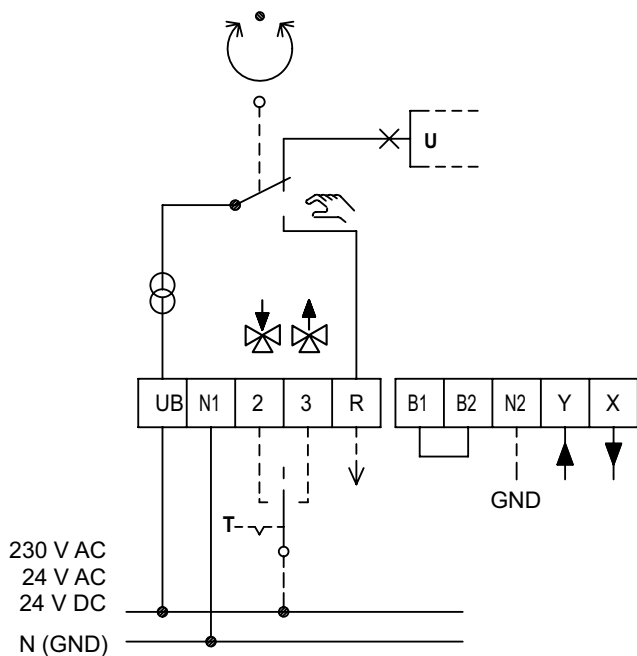 U
UB N1 2 3 R B1 B2 N2 Y X
GND
T
230 V AC
24 V AC
24 V DC
N (GND)